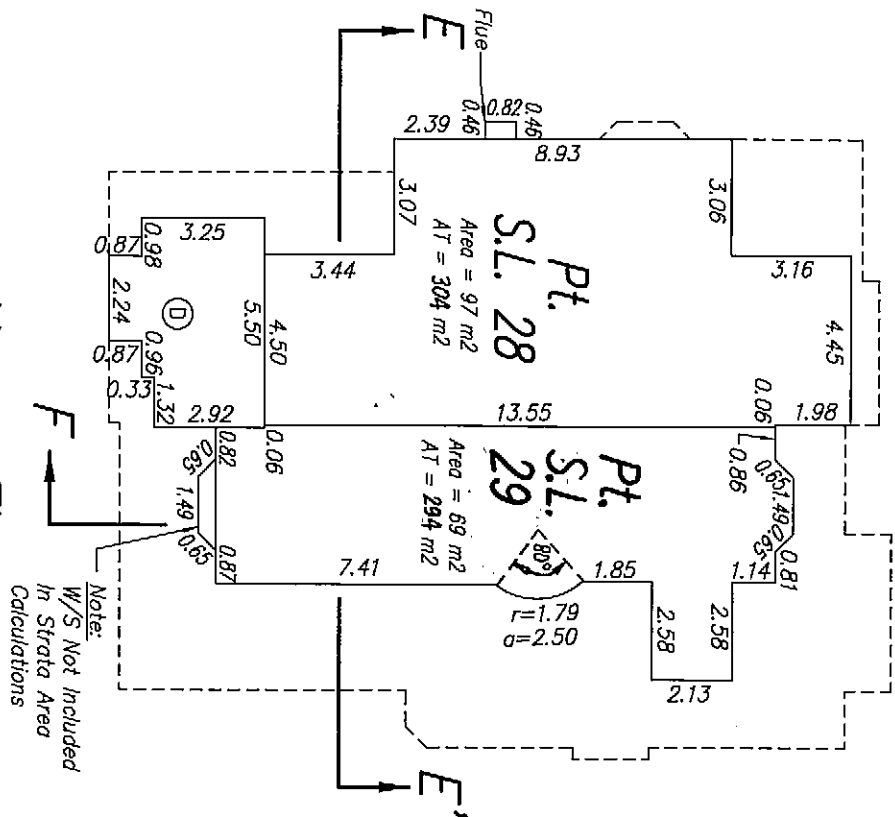 E
Flue
0.46
0.82
0.46
2.39
8.93
3.07
3.06
Pt.
S.L. 28
Area = 97 m2
AT = 304 m2
3.16
4.45
3.44
3.25
0.98
0.87
2.24
D
5.50
4.50
0.87
0.96
0.33
1.32
2.92
0.06
13.55
0.06
1.98
0.86
0.82
0.65
1.49
0.65
0.87
Pt.
S.L.
29
Area = 69 m2
AT = 294 m2
0.65
1.49
0.65
0.81
7.41
80°
1.85
1.14
r=1.79
a=2.50
2.58
2.58
2.13
F
Note:
W/S Not Included
In Strata Area
Calculations
E'